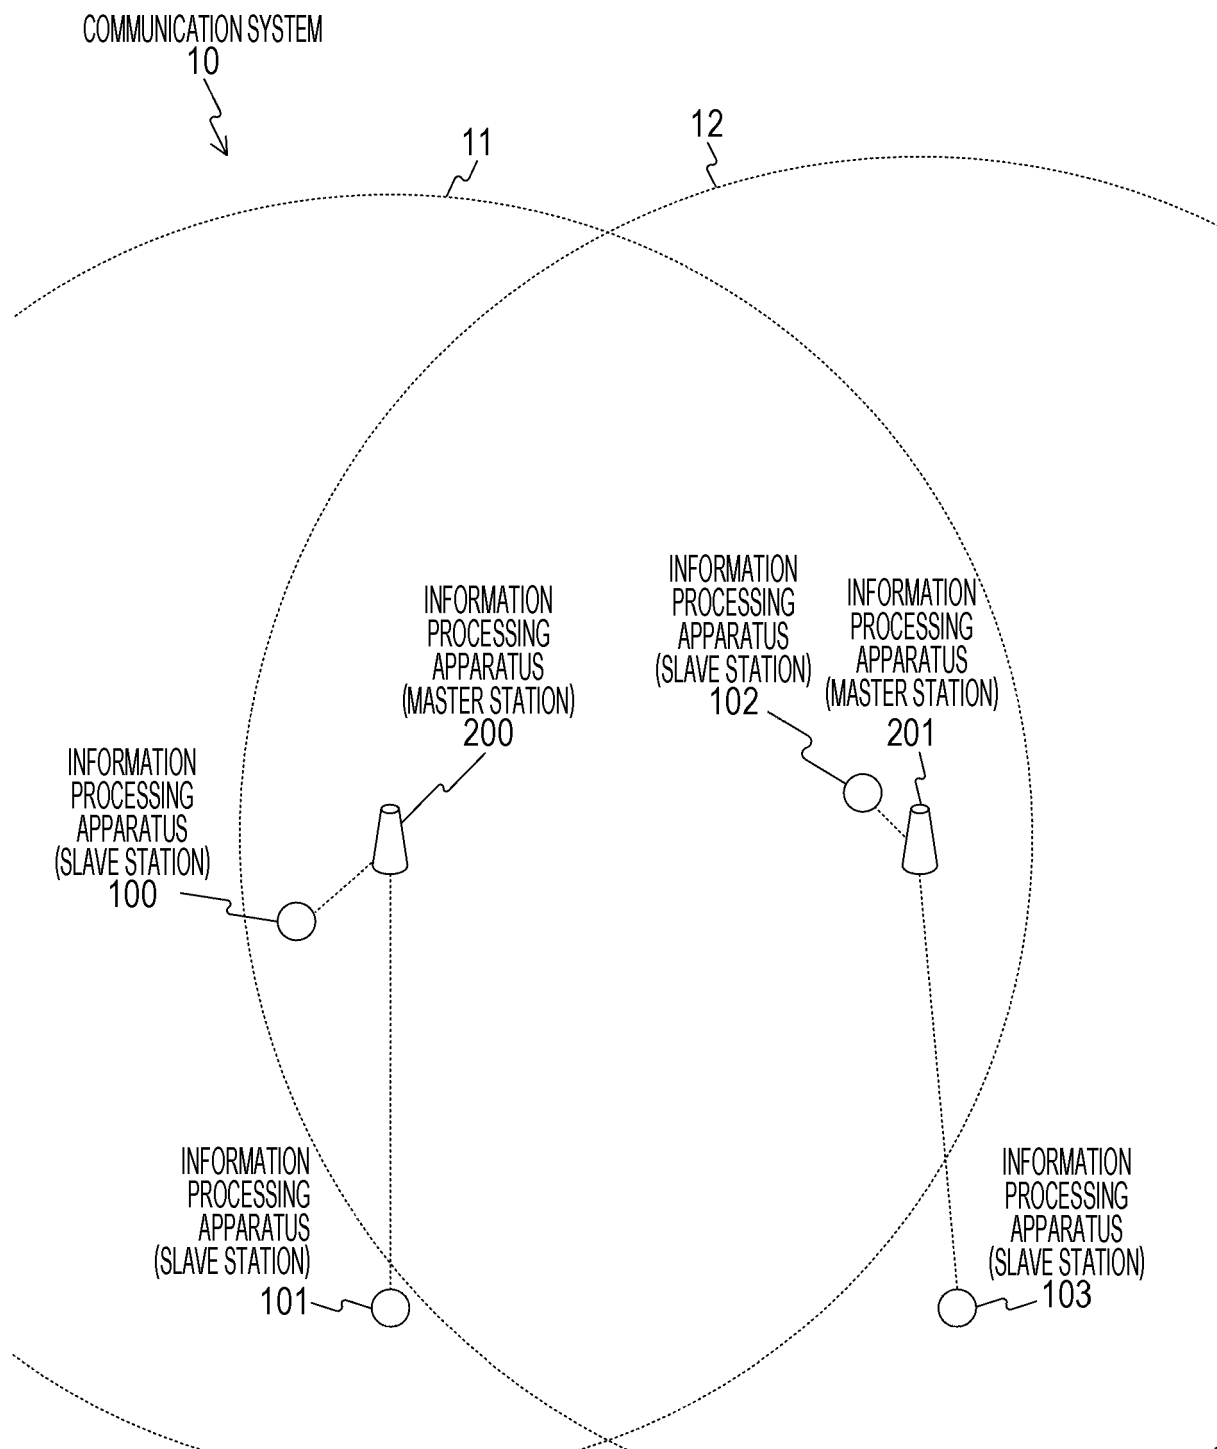 COMMUNICATION SYSTEM
10
11
12
INFORMATION
PROCESSING
APPARATUS
(SLAVE STATION)
102
INFORMATION
PROCESSING
APPARATUS
(MASTER STATION)
201
INFORMATION
PROCESSING
APPARATUS
(MASTER STATION)
200
INFORMATION
PROCESSING
APPARATUS
(SLAVE STATION)
100
INFORMATION
PROCESSING
APPARATUS
(SLAVE STATION)
101
INFORMATION
PROCESSING
APPARATUS
(SLAVE STATION)
103